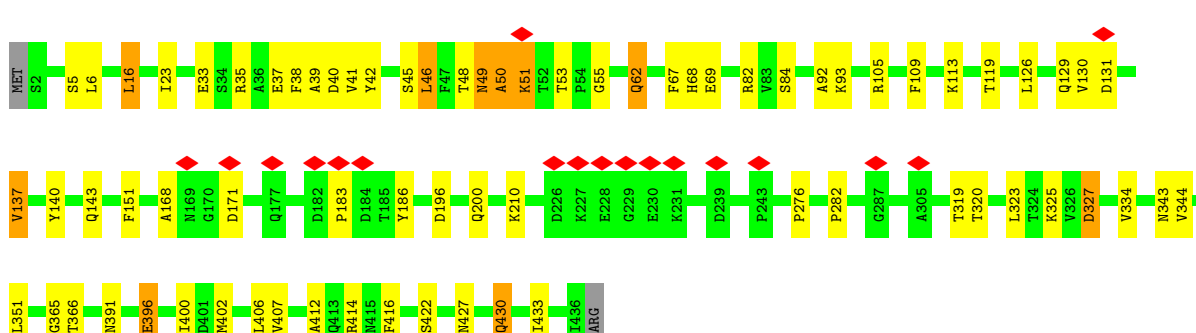 MET S2 S5 L6 L16 I23 E33 S34 R35 A36 E37 F38 A39 D40 V41 Y42 S45 L46 F47 T48 N49 A50 K51 T52 T53 P54 G55 Q62 F67 H68 E69 R82 V83 S84 A92 K93 R105 F109 K113 T119 L126 Q129 V130 D131
V137 Y140 Q143 F151 A168 N169 G170 D171 Q177 D182 P183 D184 T185 Y186 D196 Q200 K210 D226 K227 E228 G229 E230 K231 D239 P243 P276 P282 G287 A305 T319 T320 L323 T324 K325 V326 D327 V334 N343 V344
L351 G365 T366 N391 E396 I400 D401 M402 L406 V407 A412 Q413 R414 N415 F416 S422 N427 Q430 I433 I436 ARG